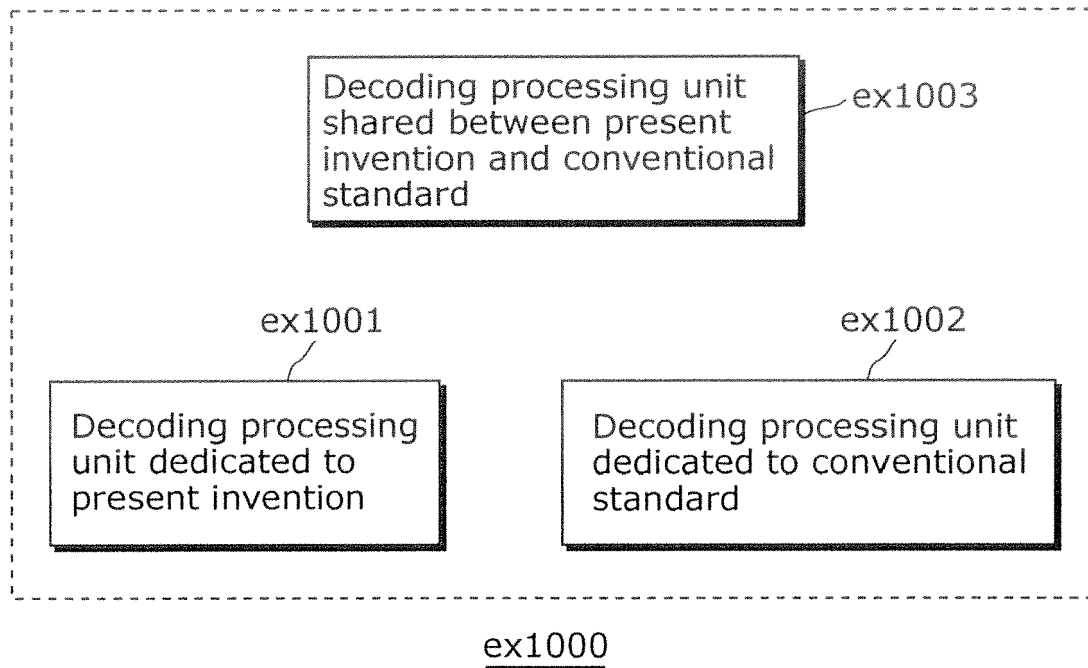 Decoding processing unit
shared between present
invention and conventional
standard
ex1003
ex1001
Decoding processing
unit dedicated to
present invention
ex1002
Decoding processing unit
dedicated to conventional
standard
ex1000